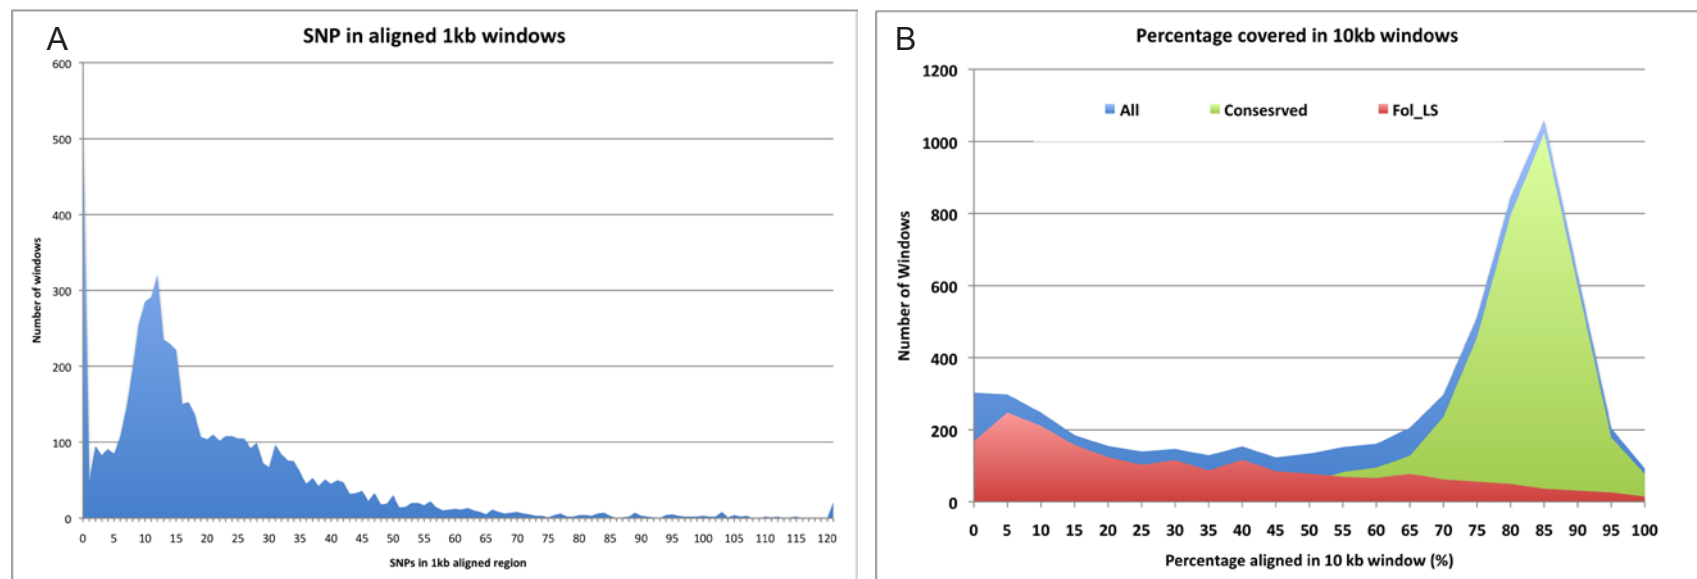 A
SNP in aligned 1kb windows
600
500
400
300
200
100
0
Number of windows
0 5 10 15 20 25 30 35 40 45 50 55 60 65 70 75 80 85 90 95 100 105 110 115 120
SNPs in 1kb aligned region
B
Percentage covered in 10kb windows
1200
1000
800
600
400
200
0
Number of Windows
All Consesrved Fol_LS
0 5 10 15 20 25 30 35 40 45 50 55 60 65 70 75 80 85 90 95 100
Percentage aligned in 10 kb window (%)